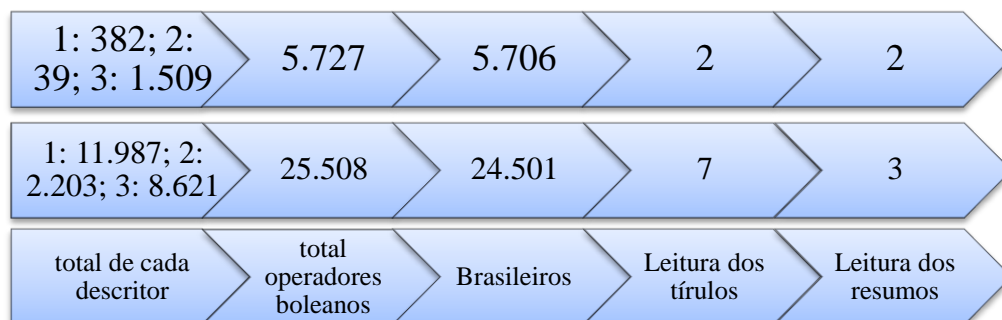 1: 382; 2:
39; 3: 1.509
5.727
5.706
2
2
1: 11.987; 2:
2.203; 3: 8.621
25.508
24.501
7
3
total de cada
descritor
total
operadores
boleanos
Brasileiros
Leitura dos
tírulos
Leitura dos
resumos